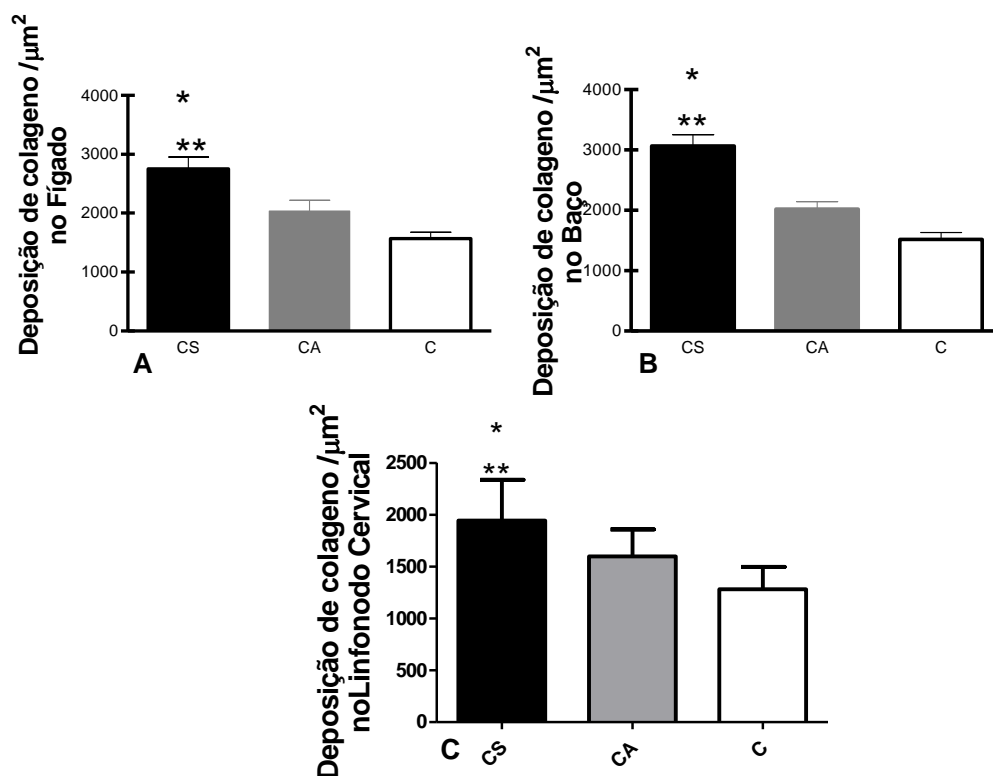 Deposição de colageno /μm²
no Fígado
*
**
4000
3000
2000
1000
0
CS
CA
C
A
Deposição de colageno /μm²
no Baço
*
**
4000
3000
2000
1000
0
CS
CA
C
B
Deposição de colageno /μm²
noLinfonodo Cervical
*
**
2500
2000
1500
1000
500
0
CS
CA
C
C